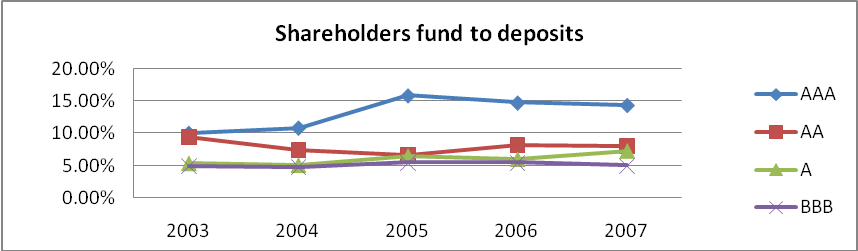 Shareholders fund to deposits
20.00%
15.00%
10.00%
5.00%
0.00%
2003 2004 2005 2006 2007
AAA
AA
A
BBB